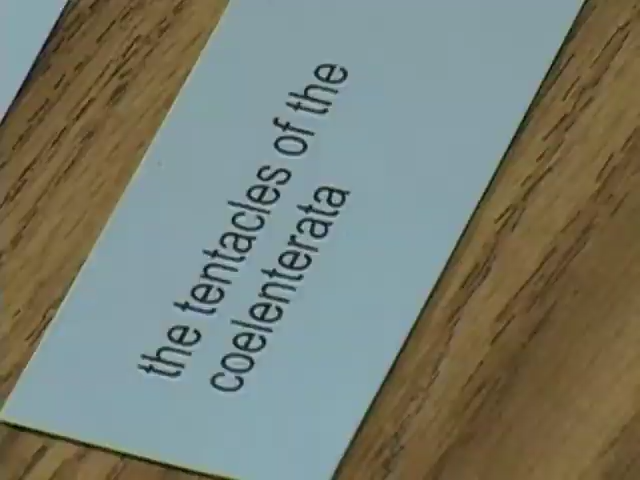 the tentacles of the
coelenterata